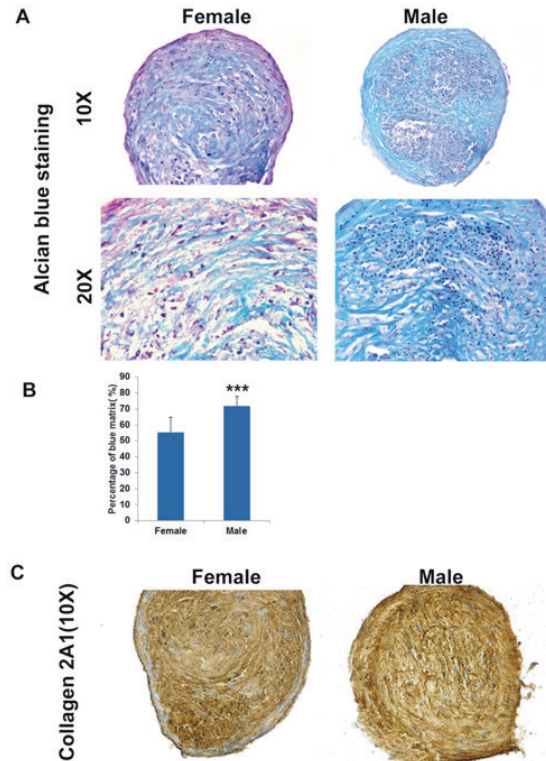 A
Female
Male
Alcian blue staining
10X
20X
B
Percentage of blue matrix( %)
90
80
70
60
50
40
30
20
10
0
***
Female
Male
C
Female
Male
Collagen 2A1(10X)